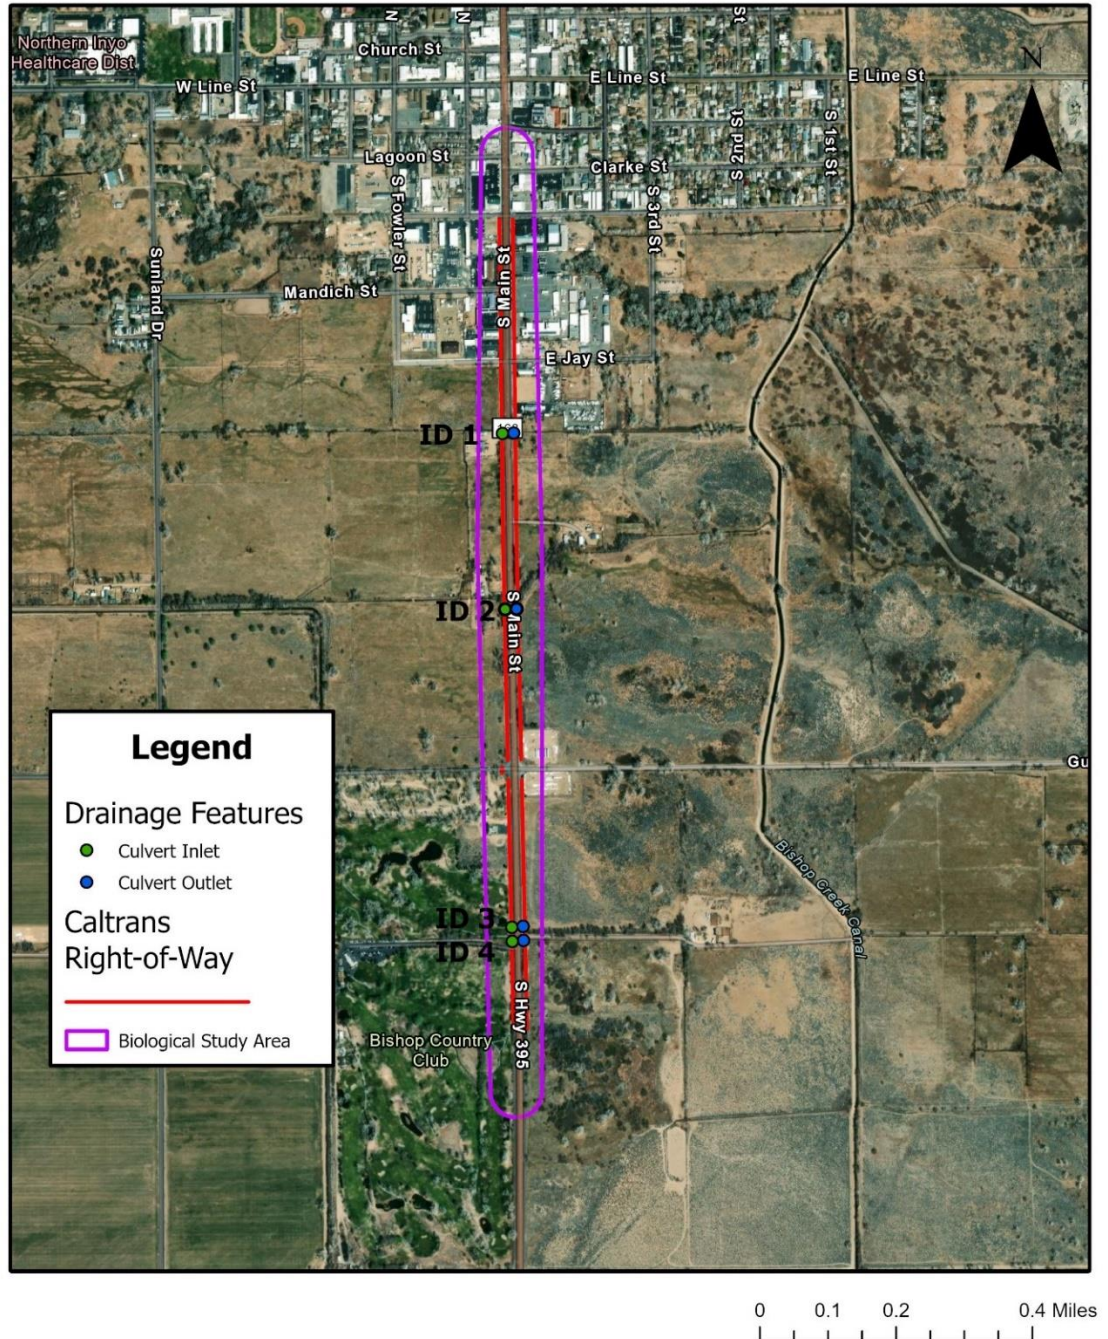 N
N
St
Northern Inyo
Healthcare Dist
Church St
W Line St
E Line St
E Line St
N
Lagoon St
Clarke St
S 2nd St
S 1st St
S Fowler St
S 3rd St
Sunland Dr
Mandich St
S Main St
E Jay St
ID 1
ID 2
S Main St
Gu
Legend
Drainage Features
Culvert Inlet
Culvert Outlet
Caltrans
Right-of-Way
Biological Study Area
Bishop Creek Canal
ID 3
ID 4
S Hwy 395
Bishop Country
Club
0 0.1 0.2 0.4 Miles